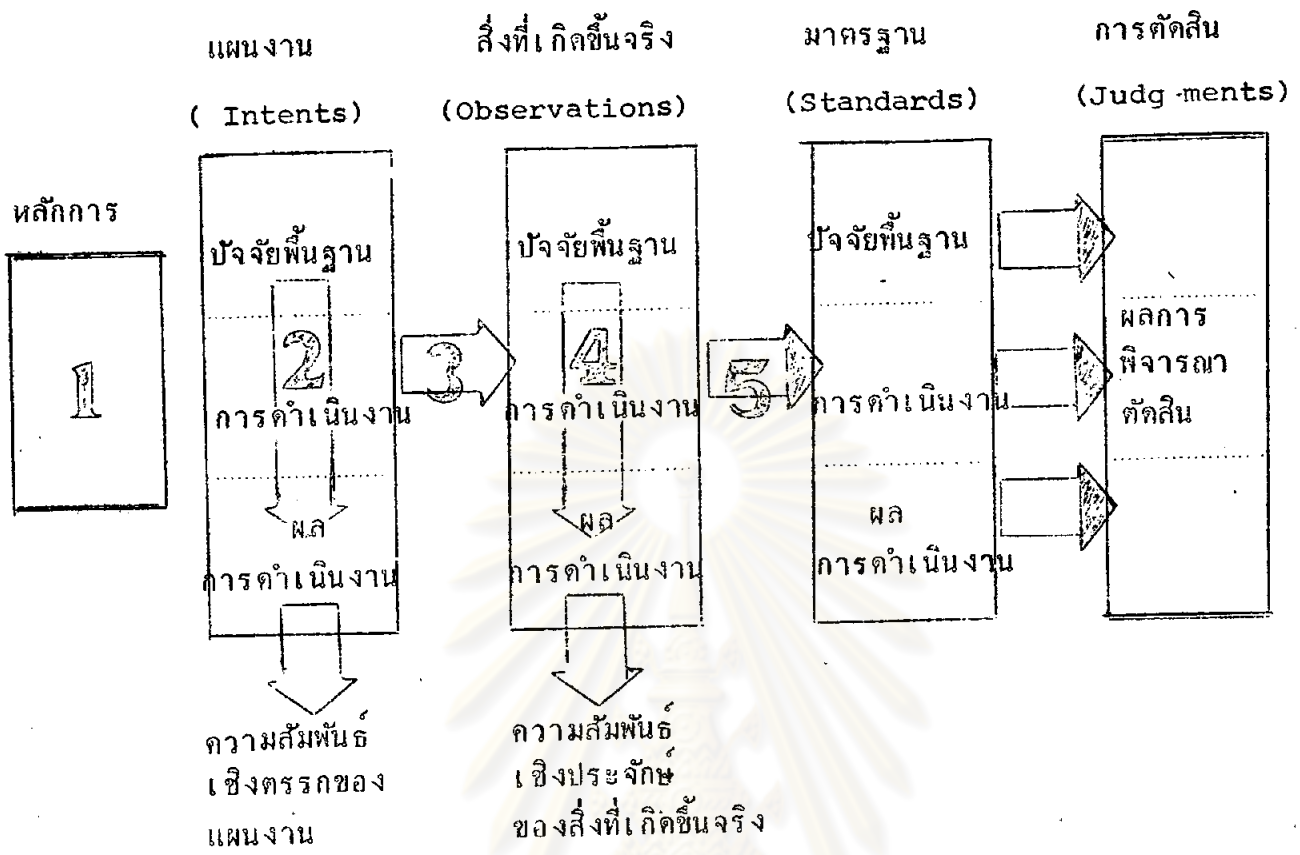 แผนงาน
( Intents)
สิ่งที่เกิดขึ้นจริง
(Observations)
มาตรฐาน
(Standards)
การตัดสิน
(Judg-ments)
หลักการ
1
ปัจจัยพื้นฐาน
2
การดำเนินงาน
ผล
การดำเนินงาน
3
ปัจจัยพื้นฐาน
4
การดำเนินงาน
ผล
การดำเนินงาน
5
ปัจจัยพื้นฐาน
การดำเนินงาน
ผล
การดำเนินงาน
ผลการ
พิจารณา
ตัดสิน
ความสัมพันธ์
เชิงตรรกของ
แผนงาน
ความสัมพันธ์
เชิงประจักษ์
ของสิ่งที่เกิดขึ้นจริง